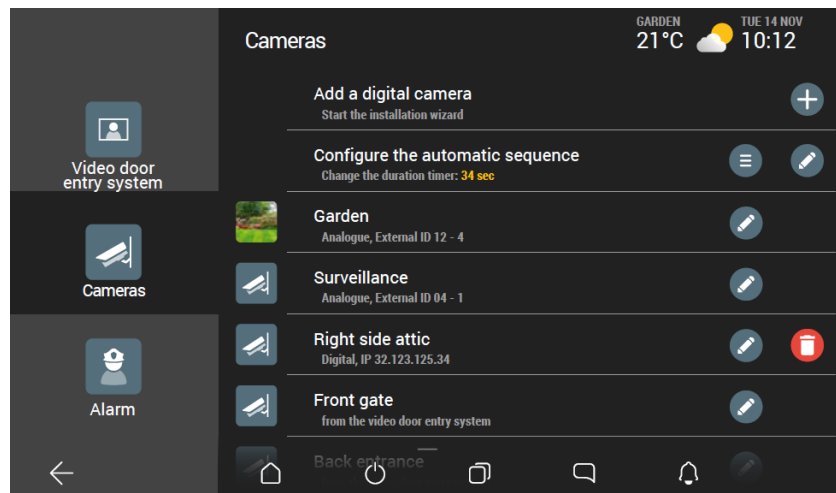 Cameras
GARDEN
21°C
TUE 14 NOV
10:12
Video door
entry system
Cameras
Alarm
Add a digital camera
Start the installation wizard
Configure the automatic sequence
Change the duration timer: 34 sec
Garden
Analogue, External ID 12 - 4
Surveillance
Analogue, External ID 04 - 1
Right side attic
Digital, IP 32.123.125.34
Front gate
from the video door entry system
Back entrance